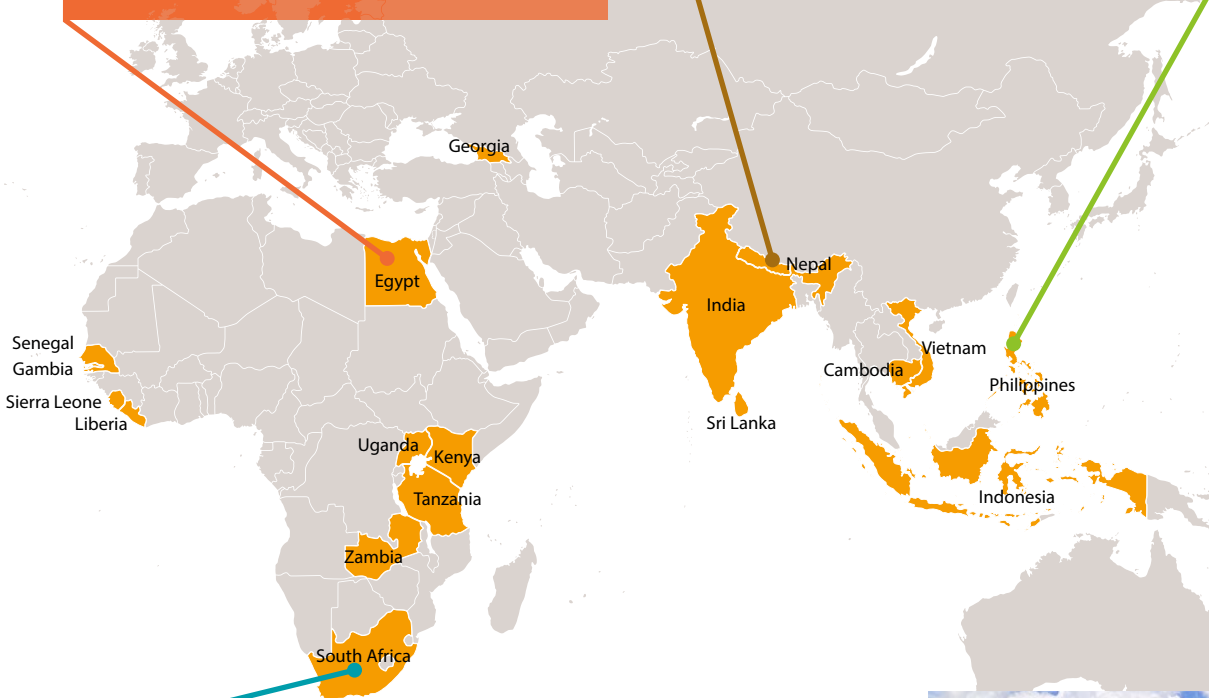 Georgia
Nepal
Egypt
India
Senegal
Vietnam
Gambia
Cambodia
Philippines
Sierra Leone
Liberia
Sri Lanka
Uganda
Kenya
Tanzania
Indonesia
Zambia
South Africa